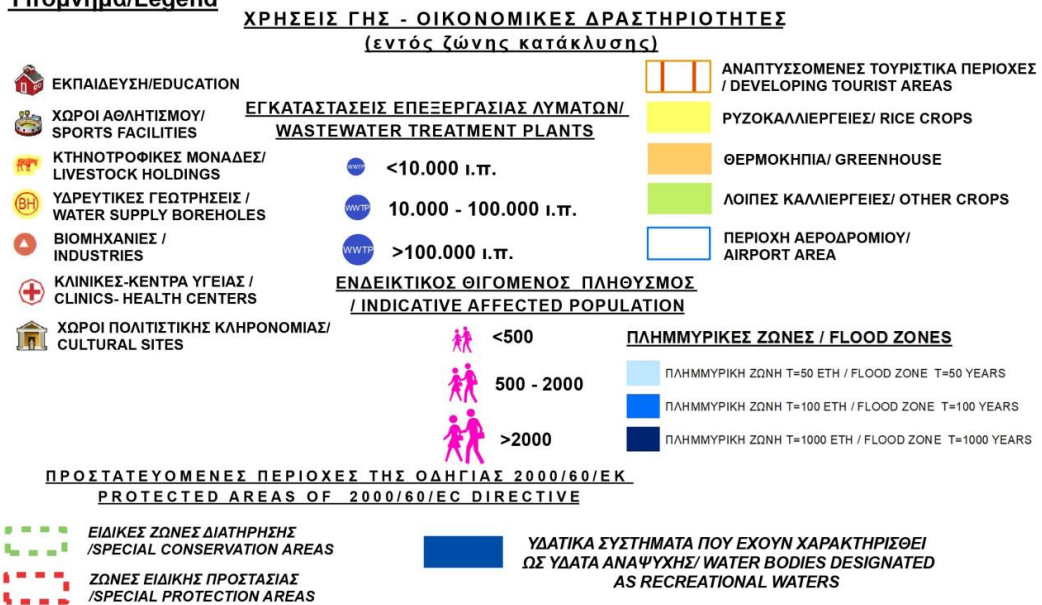 Υπόμνημα/Legend
ΧΡΗΣΕΙΣ ΓΗΣ - ΟΙΚΟΝΟΜΙΚΕΣ ΔΡΑΣΤΗΡΙΟΤΗΤΕΣ
(εντός ζώνης κατάκλυσης)
ΕΚΠΑΙΔΕΥΣΗ/EDUCATION
ΧΩΡΟΙ ΑΘΛΗΤΙΣΜΟΥ/
SPORTS FACILITIES
ΚΤΗΝΟΤΡΟΦΙΚΕΣ ΜΟΝΑΔΕΣ/
LIVESTOCK HOLDINGS
BH
ΥΔΡΕΥΤΙΚΕΣ ΓΕΩΤΡΗΣΕΙΣ /
WATER SUPPLY BOREHOLES
ΒΙΟΜΗΧΑΝΙΕΣ /
INDUSTRIES
ΚΛΙΝΙΚΕΣ-ΚΕΝΤΡΑ ΥΓΕΙΑΣ /
CLINICS- HEALTH CENTERS
ΧΩΡΟΙ ΠΟΛΙΤΙΣΤΙΚΗΣ ΚΛΗΡΟΝΟΜΙΑΣ/
CULTURAL SITES
ΕΓΚΑΤΑΣΤΑΣΕΙΣ ΕΠΕΞΕΡΓΑΣΙΑΣ ΛΥΜΑΤΩΝ/
WASTEWATER TREATMENT PLANTS
WWTP <10.000 ι.π.
WWTP 10.000 - 100.000 ι.π.
WWTP >100.000 ι.π.
ΕΝΔΕΙΚΤΙΚΟΣ ΘΙΓΟΜΕΝΟΣ ΠΛΗΘΥΣΜΟΣ
/ INDICATIVE AFFECTED POPULATION
<500
500 - 2000
>2000
ΑΝΑΠΤΥΣΣΟΜΕΝΕΣ ΤΟΥΡΙΣΤΙΚΑ ΠΕΡΙΟΧΕΣ
/ DEVELOPING TOURIST AREAS
ΡΥΖΟΚΑΛΛΙΕΡΓΕΙΕΣ/ RICE CROPS
ΘΕΡΜΟΚΗΠΙΑ/ GREENHOUSE
ΛΟΙΠΕΣ ΚΑΛΛΙΕΡΓΕΙΕΣ/ OTHER CROPS
ΠΕΡΙΟΧΗ ΑΕΡΟΔΡΟΜΙΟΥ/
AIRPORT AREA
ΠΛΗΜΜΥΡΙΚΕΣ ΖΩΝΕΣ / FLOOD ZONES
ΠΛΗΜΜΥΡΙΚΗ ΖΩΝΗ T=50 ΕΤΗ / FLOOD ZONE T=50 YEARS
ΠΛΗΜΜΥΡΙΚΗ ΖΩΝΗ T=100 ΕΤΗ / FLOOD ZONE T=100 YEARS
ΠΛΗΜΜΥΡΙΚΗ ΖΩΝΗ T=1000 ΕΤΗ / FLOOD ZONE T=1000 YEARS
ΠΡΟΣΤΑΤΕΥΟΜΕΝΕΣ ΠΕΡΙΟΧΕΣ ΤΗΣ ΟΔΗΓΙΑΣ 2000/60/ΕΚ
PROTECTED AREAS OF 2000/60/EC DIRECTIVE
ΕΙΔΙΚΕΣ ΖΩΝΕΣ ΔΙΑΤΗΡΗΣΗΣ
/SPECIAL CONSERVATION AREAS
ΖΩΝΕΣ ΕΙΔΙΚΗΣ ΠΡΟΣΤΑΣΙΑΣ
/SPECIAL PROTECTION AREAS
ΥΔΑΤΙΚΑ ΣΥΣΤΗΜΑΤΑ ΠΟΥ ΕΧΟΥΝ ΧΑΡΑΚΤΗΡΙΣΘΕΙ
ΩΣ ΥΔΑΤΑ ΑΝΑΨΥΧΗΣ/ WATER BODIES DESIGNATED
AS RECREATIONAL WATERS